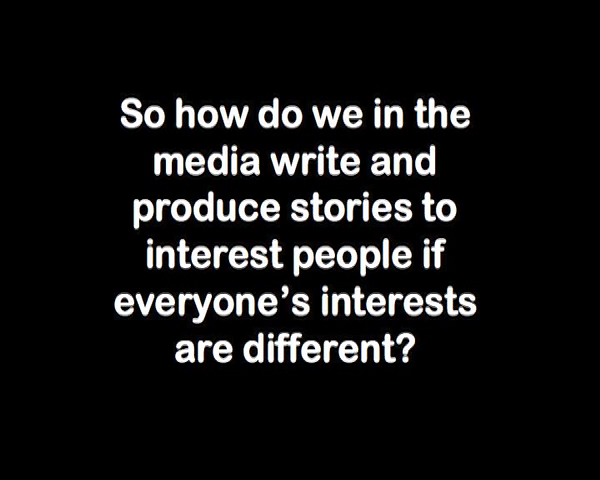 So how do we in the
media write and
produce stories to
interest people if
everyone's interests
are different?